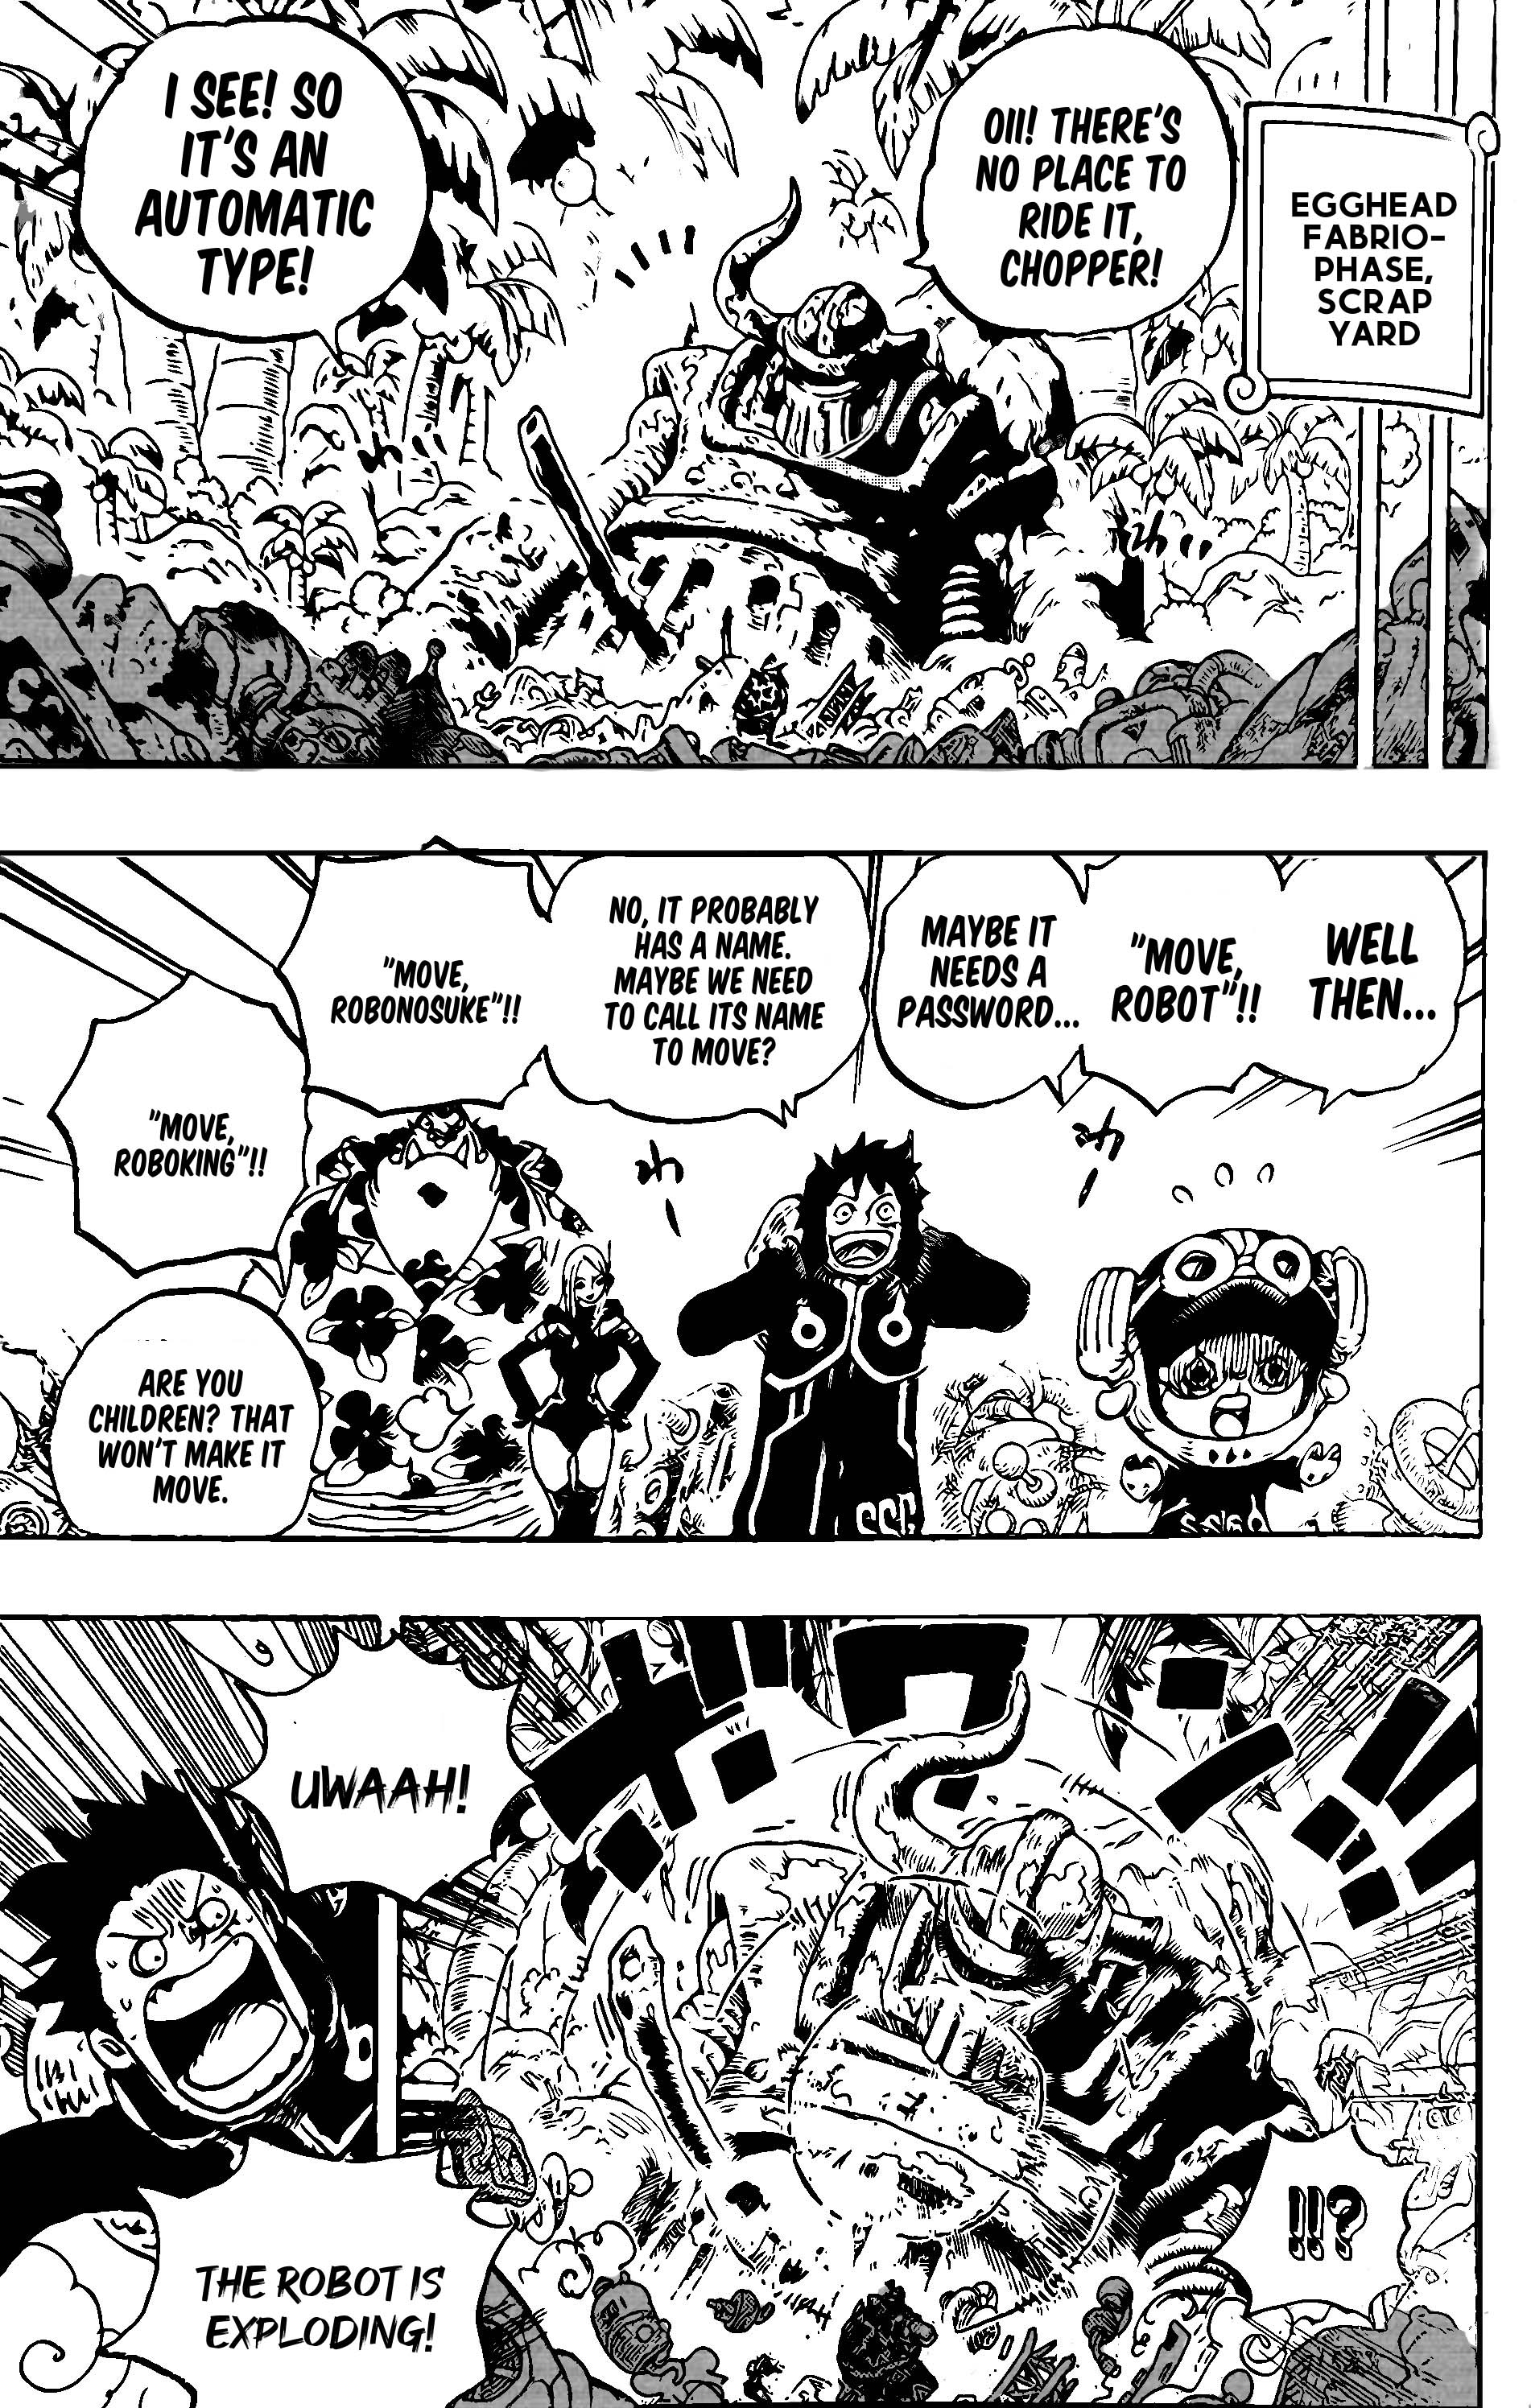 EGGHEAD
FABRIO-
PHASE,
SCRAP
YARD
OII! THERE'S
NO PLACE TO
RIDE IT,
CHOPPER!
I SEE! SO
IT'S AN
AUTOMATIC
TYPE!
WELL
THEN...
"MOVE,
ROBOT"!!
MAYBE IT
NEEDS A
PASSWORD...
NO, IT PROBABLY
HAS A NAME.
MAYBE WE NEED
TO CALL ITS NAME
TO MOVE?
"MOVE,
ROBONOSUKE"!!
"MOVE,
ROBOKING"!!
ARE YOU
CHILDREN? THAT
WON'T MAKE IT
MOVE.
SSG
SSG
UWAAH!
!!?
THE ROBOT IS
EXPLODING!